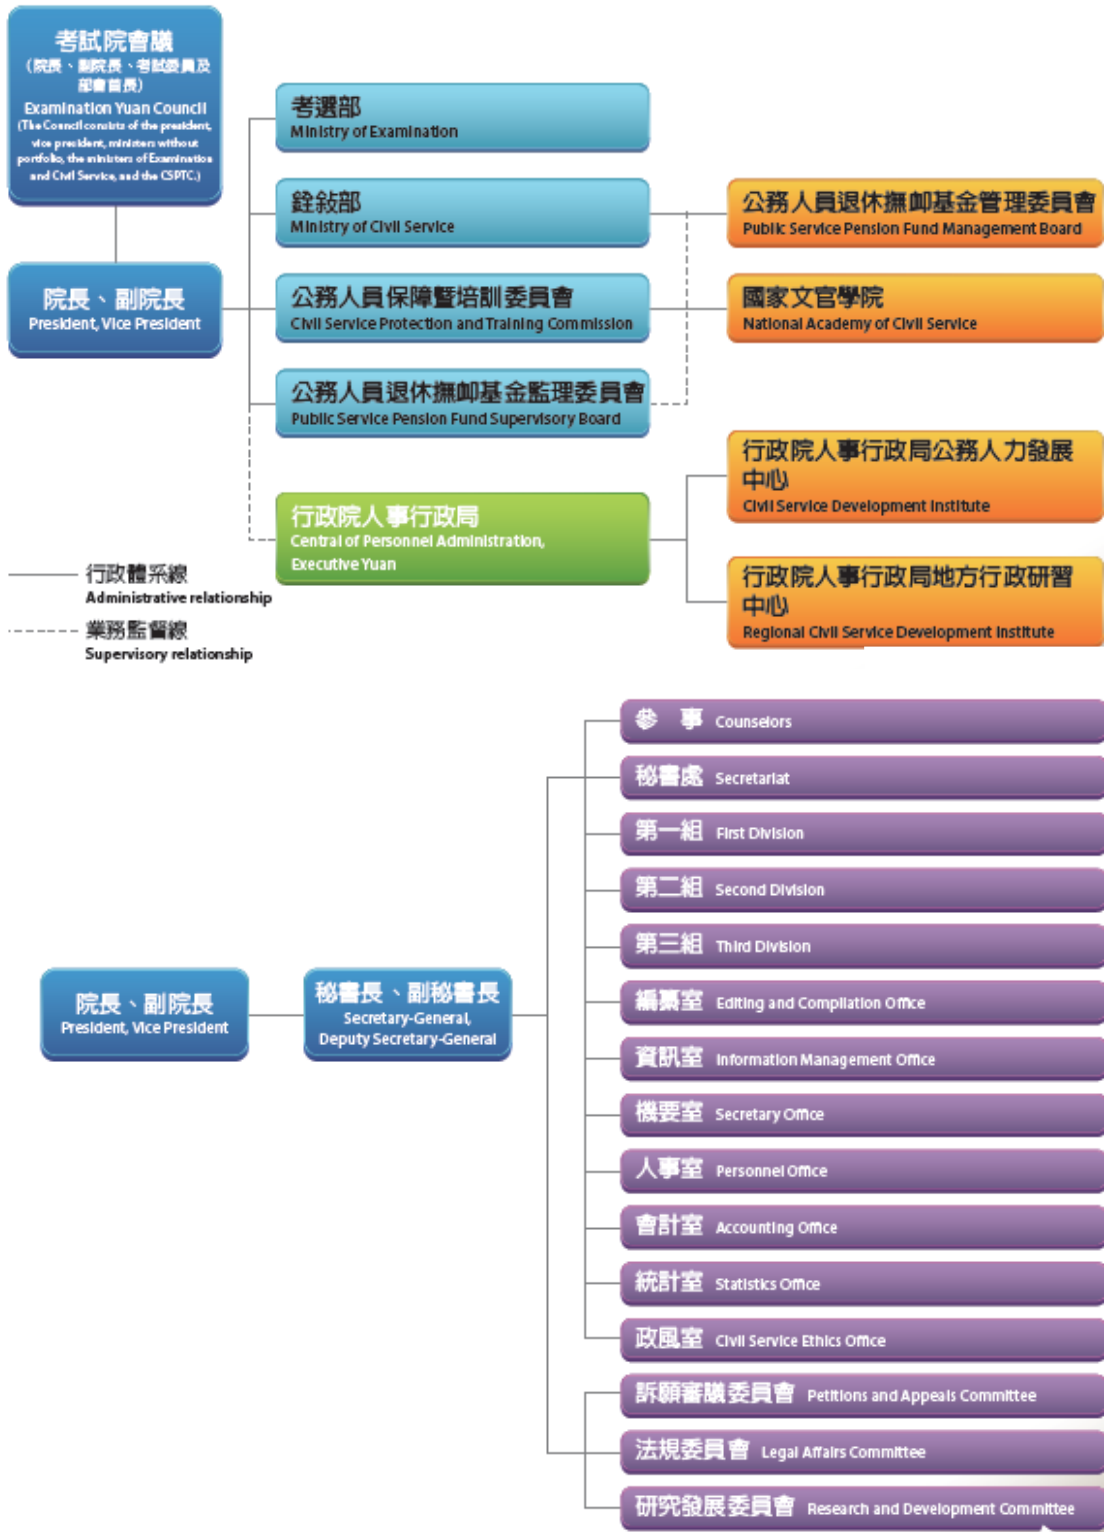 考試院會議
(院長、副院長、考試委員及
部會首長)
Examination Yuan Council
(The Council consists of the president,
vice president, ministers without
portfolio, the ministers of Examination
and Civil Service, and the CSPTC.)
院長、副院長
President, Vice President
考選部
Ministry of Examination
銓敍部
Ministry of Civil Service
公務人員保障暨培訓委員會
Civil Service Protection and Training Commission
公務人員退休撫卹基金監理委員會
Public Service Pension Fund Supervisory Board
行政院人事行政局
Central of Personnel Administration,
Executive Yuan
公務人員退休撫卹基金管理委員會
Public Service Pension Fund Management Board
國家文官學院
National Academy of Civil Service
行政院人事行政局公務人力發展
中心
Civil Service Development Institute
行政院人事行政局地方行政研習
中心
Regional Civil Service Development Institute
行政體系線
Administrative relationship
業務監督線
Supervisory relationship
院長、副院長
President, Vice President
秘書長、副秘書長
Secretary-General,
Deputy Secretary-General
參 事 Counselors
秘書處 Secretariat
第一組 First Division
第二組 Second Division
第三組 Third Division
編纂室 Editing and Compilation Office
資訊室 Information Management Office
機要室 Secretary Office
人事室 Personnel Office
會計室 Accounting Office
統計室 Statistics Office
政風室 Civil Service Ethics Office
訴願審議委員會 Petitions and Appeals Committee
法規委員會 Legal Affairs Committee
研究發展委員會 Research and Development Committee